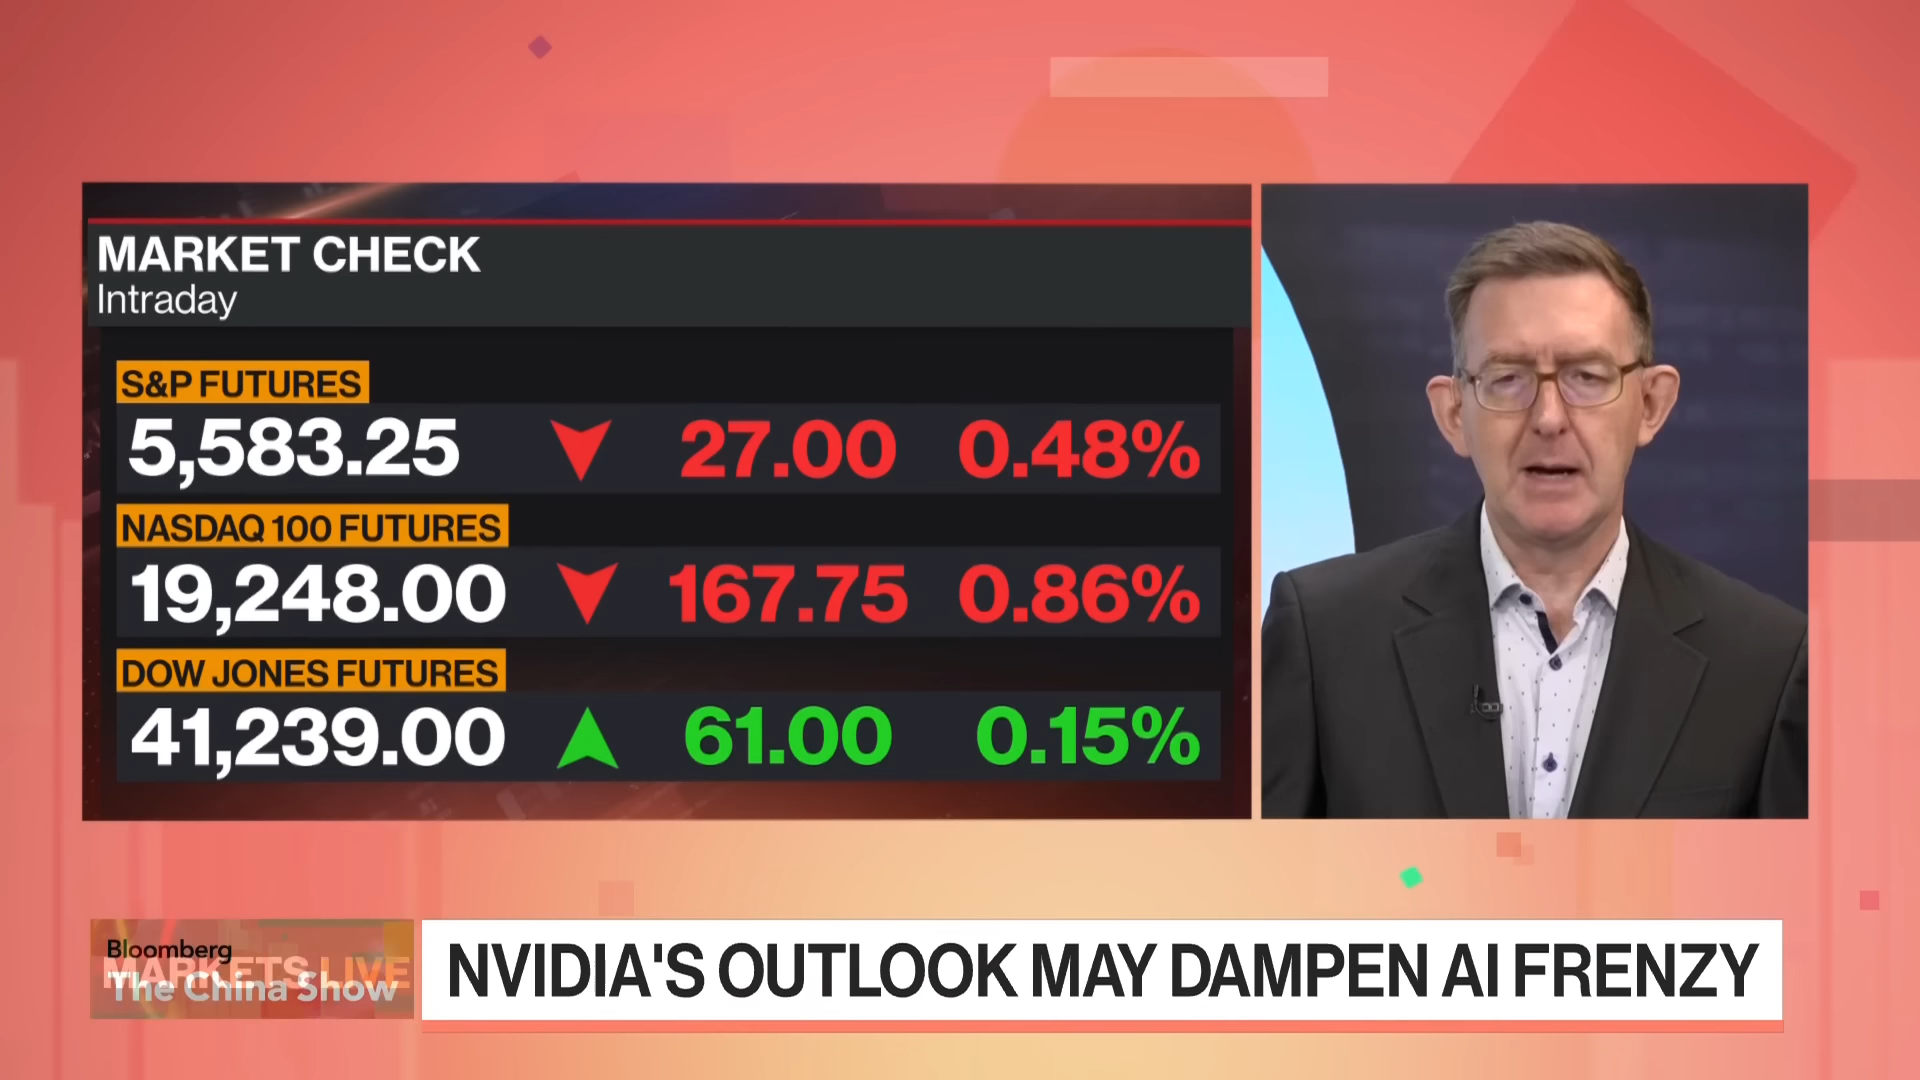 MARKET CHECK
Intraday
S&P FUTURES
5,583.25 ▼ 27.00 0.48%
NASDAQ 100 FUTURES
19,248.00 ▼ 167.75 0.86%
DOW JONES FUTURES
41,239.00 ▲ 61.00 0.15%
Bloomberg
MARKETS LIVE
The China Show
NVIDIA'S OUTLOOK MAY DAMPEN AI FRENZY